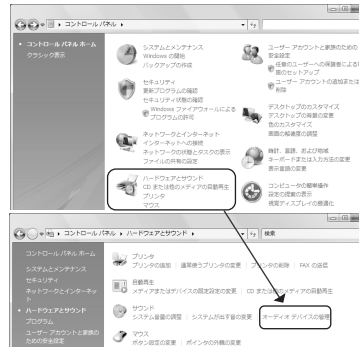 コントロール パネル
コントロール パネル ホーム
クラシック表示
システムとメンテナンス
Windows の開始
バックアップの作成
セキュリティ
更新プログラムの確認
セキュリティ状態の確認
Windows ファイアウォールによる
プログラムの許可
ネットワークとインターネット
インターネットへの接続
ネットワークの状態とタスクの表示
ファイルの共有の設定
ハードウェアとサウンド
CD または他のメディアの自動再生
プリンタ
マウス
ユーザー アカウントと家族のための
安全設定
任意のユーザーへの保護者による
限のセットアップ
ユーザー アカウントの追加または
削除
デスクトップのカスタマイズ
デスクトップの背景の変更
色のカスタマイズ
画面の解像度の調整
時計、言語、および地域
キーボードまたは入力方法の変更
表示言語の変更
コンピュータの簡単操作
設定の提案の表示
視覚ディスプレイの最適化
コントロール パネル ハードウェアとサウンド
検索
コントロール パネル ホーム
システムとメンテナンス
セキュリティ
ネットワークとインターネッ
ト
ハードウェアとサウンド
プログラム
ユーザー アカウントと家族の
ための安全設定
プリンタ
プリンタの追加 通常使うプリンタの変更 プリンタの削除 FAX の送信
自動再生
メディアまたはデバイスの既定設定の変更 CD または他のメディアの自動再生
サウンド
システム音量の調整 システムが出す音の変更 オーディオ デバイスの管理
マウス
ボタン設定の変更 ポインタの外観の変更